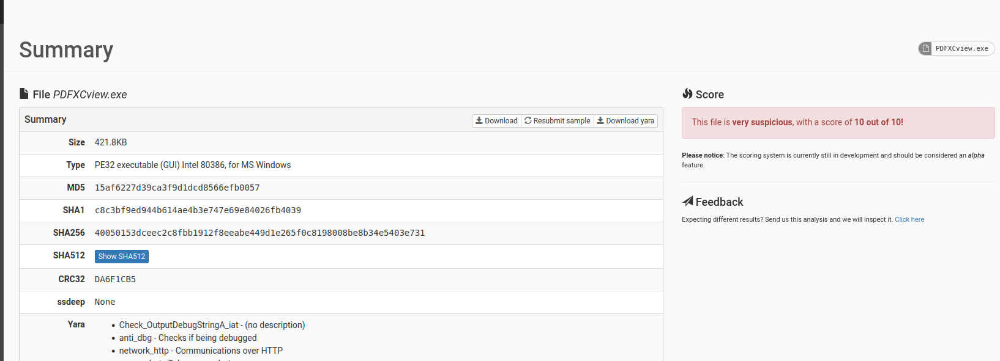 Summary
PDFXCview.exe
File PDFXCview.exe
Summary
Download
Resubmit sample
Download yara
Size 421.8KB
Type PE32 executable (GUI) Intel 80386, for MS Windows
MD5 15af6227d39ca3f9d1dcd8566efb0057
SHA1 c8c3bf9ed944b614ae4b3e747e69e84026fb4039
SHA256 40050153dceec2c8fbb1912f8eeabe449d1e265f0c8198008be8b34e5403e731
SHA512 Show SHA512
CRC32 DA6F1CB5
ssdeep None
Yara
• Check_OutputDebugStringA_iat - (no description)
• anti_dbg - Checks if being debugged
• network_http - Communications over HTTP
Score
This file is very suspicious, with a score of 10 out of 10!
Please notice: The scoring system is currently still in development and should be considered an alpha
feature.
Feedback
Expecting different results? Send us this analysis and we will inspect it. Click here